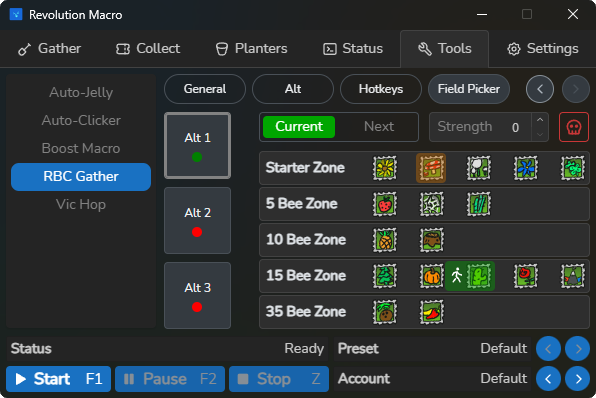 Revolution Macro
Gather Collect Planters Status Tools Settings
Auto-Jelly
Auto-Clicker
Boost Macro
RBC Gather
Vic Hop
General Alt Hotkeys Field Picker
Alt 1
Alt 2
Alt 3
Current Next Strength 0
Starter Zone
5 Bee Zone
10 Bee Zone
15 Bee Zone
35 Bee Zone
Status Ready Preset Default
Start F1 Pause F2 Stop Z Account Default